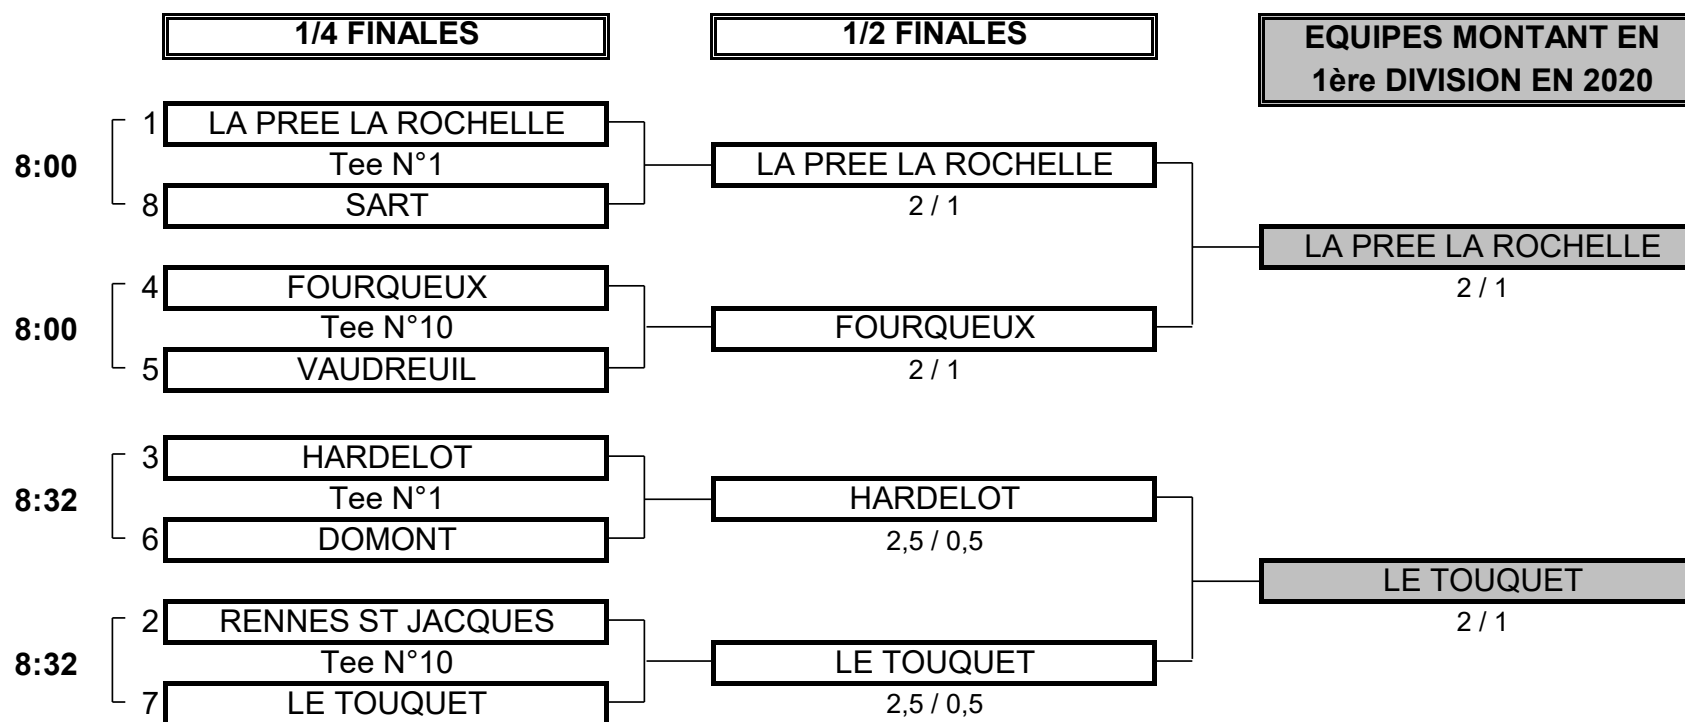 1/4 FINALES
1/2 FINALES
EQUIPES MONTANT EN
1ère DIVISION EN 2020
1 LA PREE LA ROCHELLE
8:00 Tee N°1 LA PREE LA ROCHELLE
8 SART 2 / 1
LA PREE LA ROCHELLE
4 FOURQUEUX 2 / 1
8:00 Tee N°10 FOURQUEUX
5 VAUDREUIL 2 / 1
3 HARDELOT
8:32 Tee N°1 HARDELOT
6 DOMONT 2,5 / 0,5
LE TOUQUET
2 RENNES ST JACQUES 2 / 1
8:32 Tee N°10 LE TOUQUET
7 LE TOUQUET 2,5 / 0,5